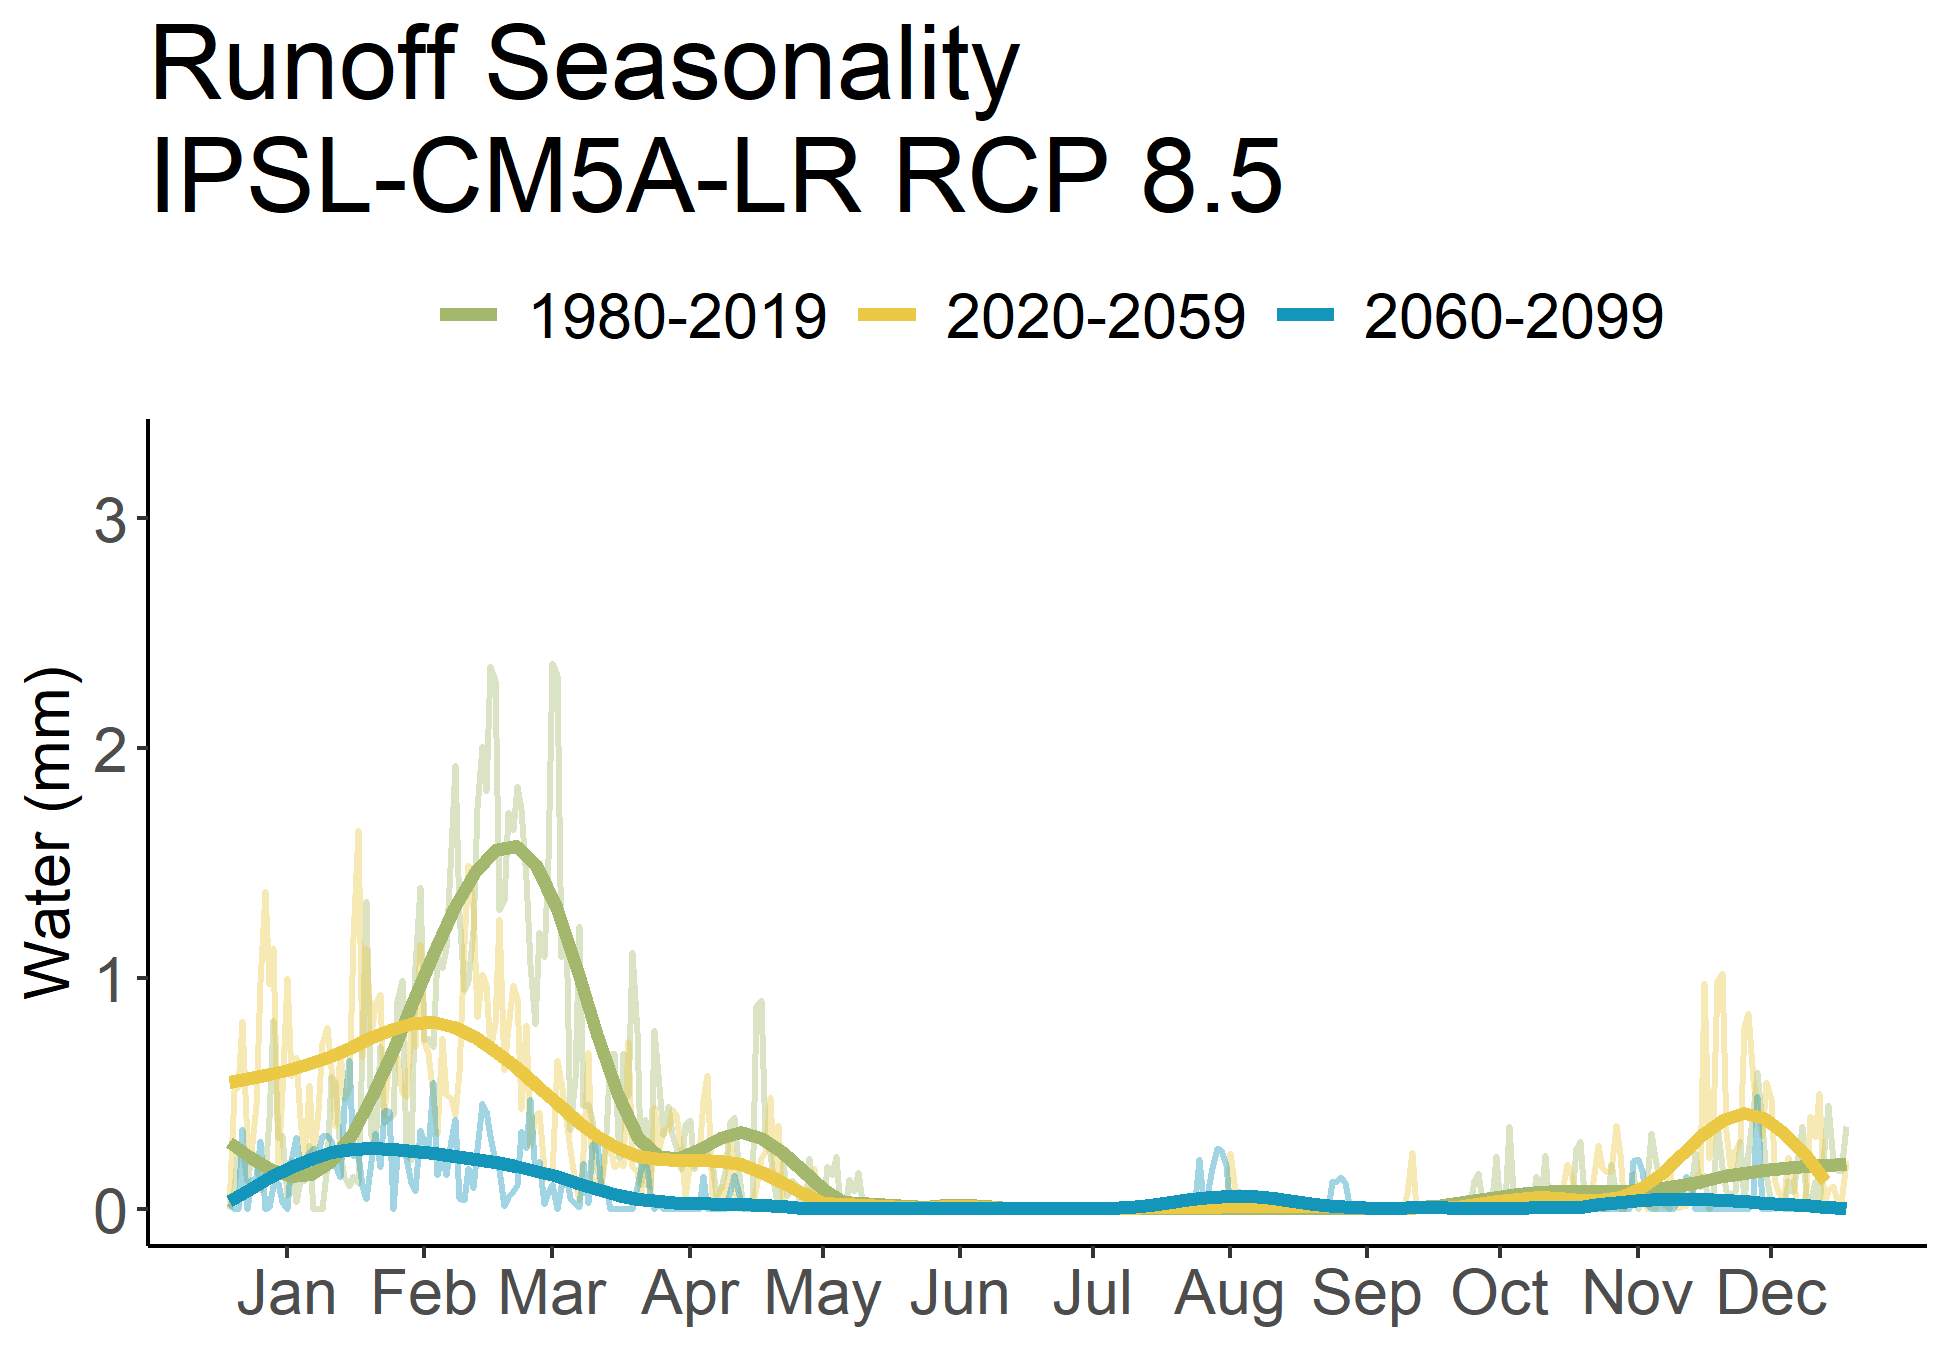 Runoff Seasonality
IPSL-CM5A-LR RCP 8.5
1980-2019 2020-2059 2060-2099
Water (mm)
3
2
1
0
Jan Feb Mar Apr May Jun Jul Aug Sep Oct Nov Dec